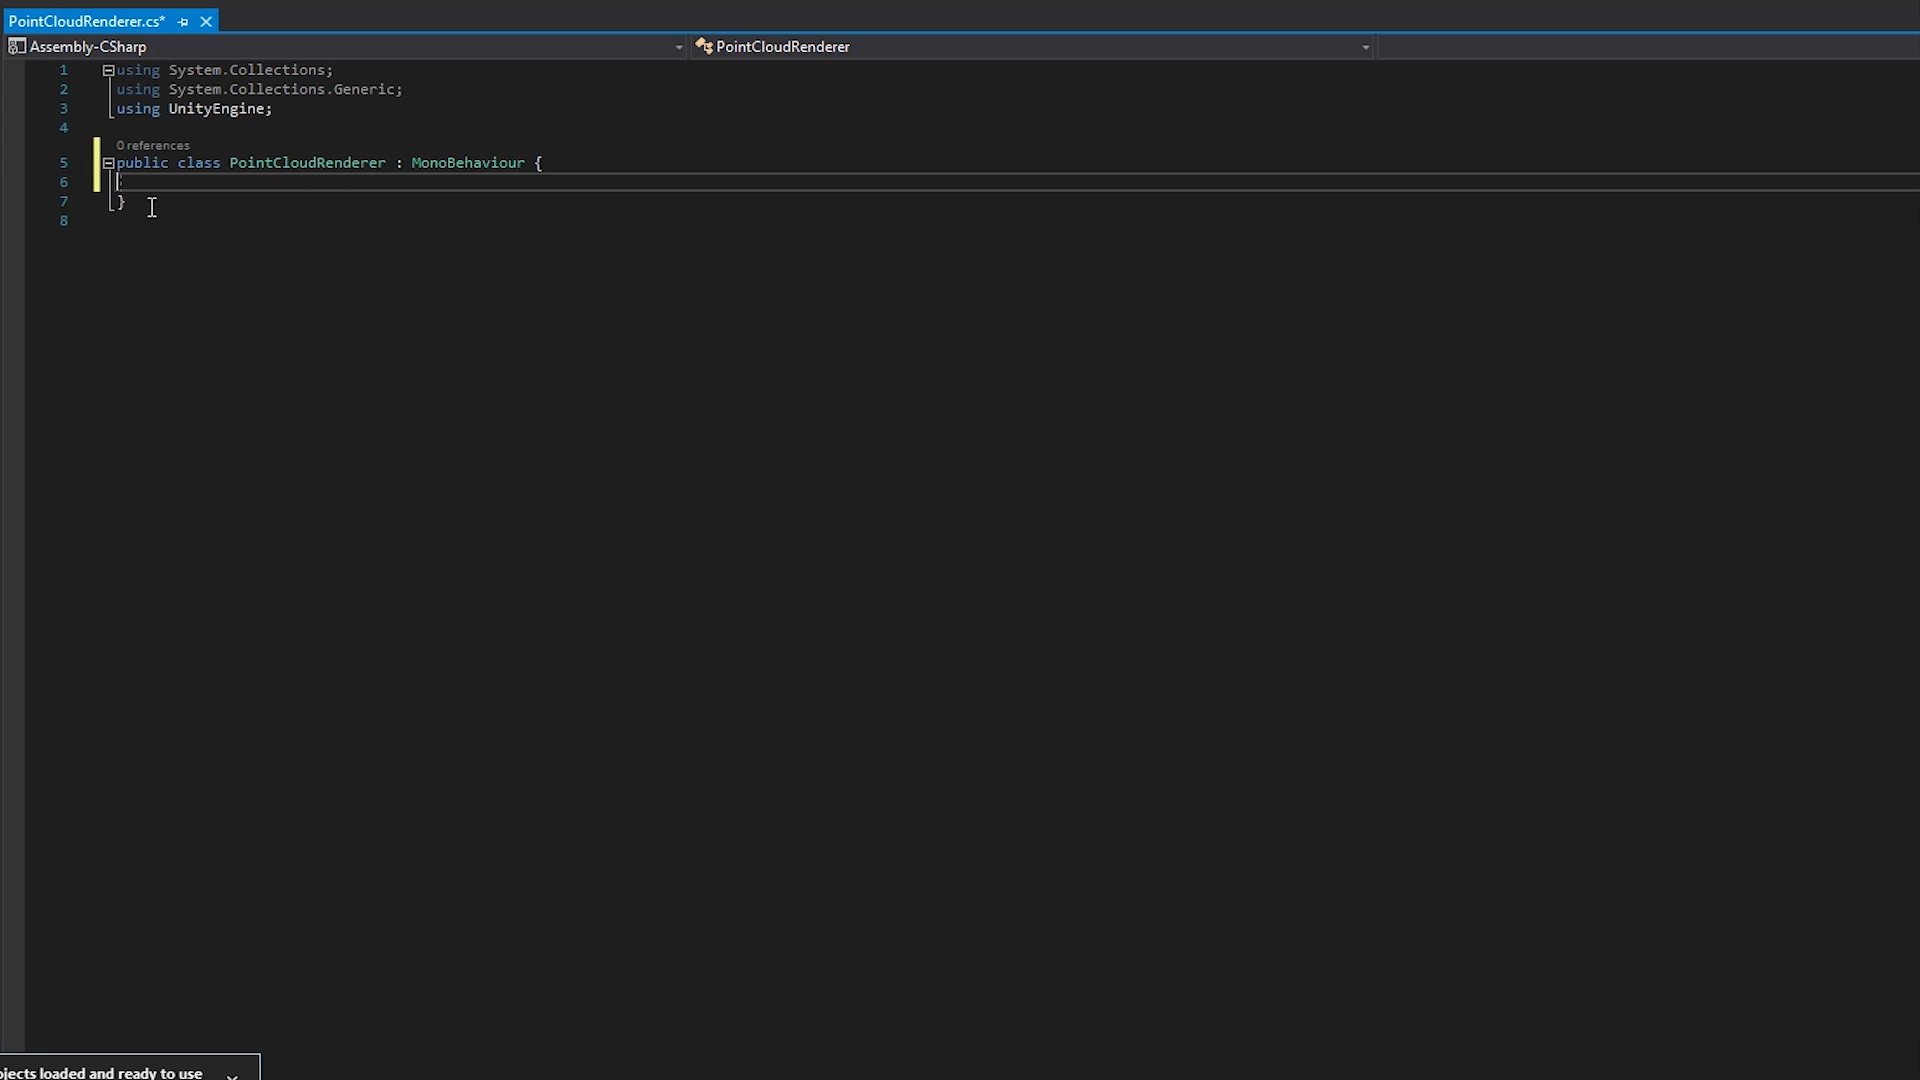 PointCloudRenderer.cs*
Assembly-CSharp
PointCloudRenderer
1 using System.Collections;
2 using System.Collections.Generic;
3 using UnityEngine;
4
0 references
5 public class PointCloudRenderer : MonoBehaviour {
6
7 }
8
ojects loaded and ready to use